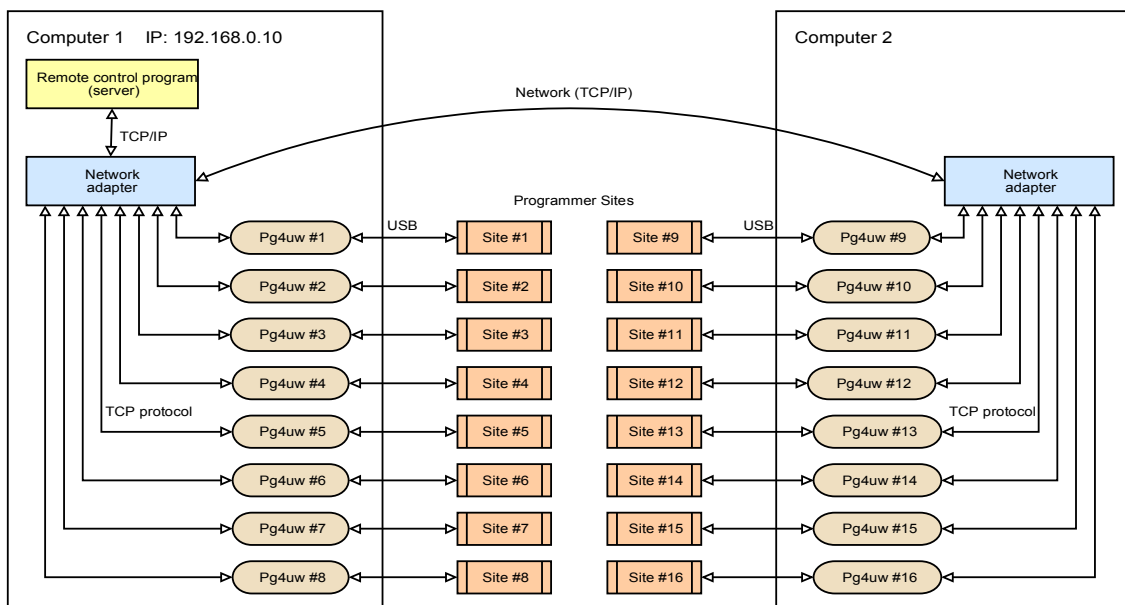 Computer 1    IP: 192.168.0.10
Computer 2
Remote control program
(server)
Network (TCP/IP)
TCP/IP
Network
adapter
Network
adapter
Programmer Sites
Pg4uw #1
USB
Site #1
Site #9
USB
Pg4uw #9
Pg4uw #2
Site #2
Site #10
Pg4uw #10
Pg4uw #3
Site #3
Site #11
Pg4uw #11
Pg4uw #4
Site #4
Site #12
Pg4uw #12
TCP protocol
TCP protocol
Pg4uw #5
Site #5
Site #13
Pg4uw #13
Pg4uw #6
Site #6
Site #14
Pg4uw #14
Pg4uw #7
Site #7
Site #15
Pg4uw #15
Pg4uw #8
Site #8
Site #16
Pg4uw #16